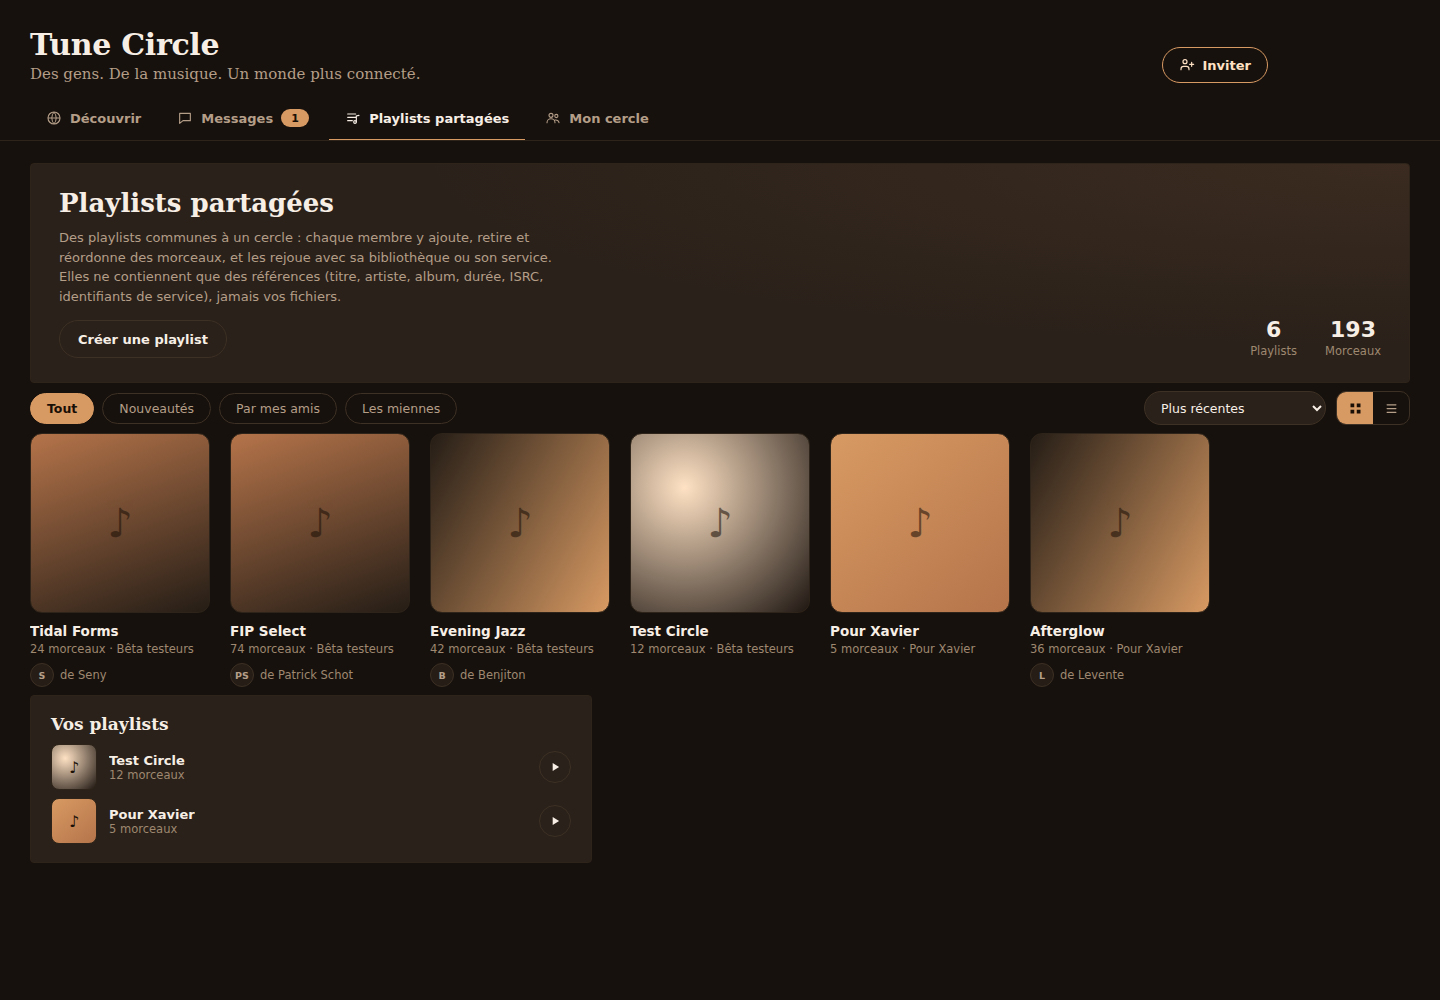 Tune Circle
Des gens. De la musique. Un monde plus connecté.
Inviter
Découvrir
Messages 1
Playlists partagées
Mon cercle
Playlists partagées
Des playlists communes à un cercle : chaque membre y ajoute, retire et
réordonne des morceaux, et les rejoue avec sa bibliothèque ou son service.
Elles ne contiennent que des références (titre, artiste, album, durée, ISRC,
identifiants de service), jamais vos fichiers.
Créer une playlist
6
Playlists
193
Morceaux
Tout
Nouveautés
Par mes amis
Les miennes
Plus récentes
Tidal Forms
24 morceaux · Bêta testeurs
S de Seny
FIP Select
74 morceaux · Bêta testeurs
PS de Patrick Schot
Evening Jazz
42 morceaux · Bêta testeurs
B de Benjiton
Test Circle
12 morceaux · Bêta testeurs
Pour Xavier
5 morceaux · Pour Xavier
Afterglow
36 morceaux · Pour Xavier
L de Levente
Vos playlists
Test Circle
12 morceaux
Pour Xavier
5 morceaux